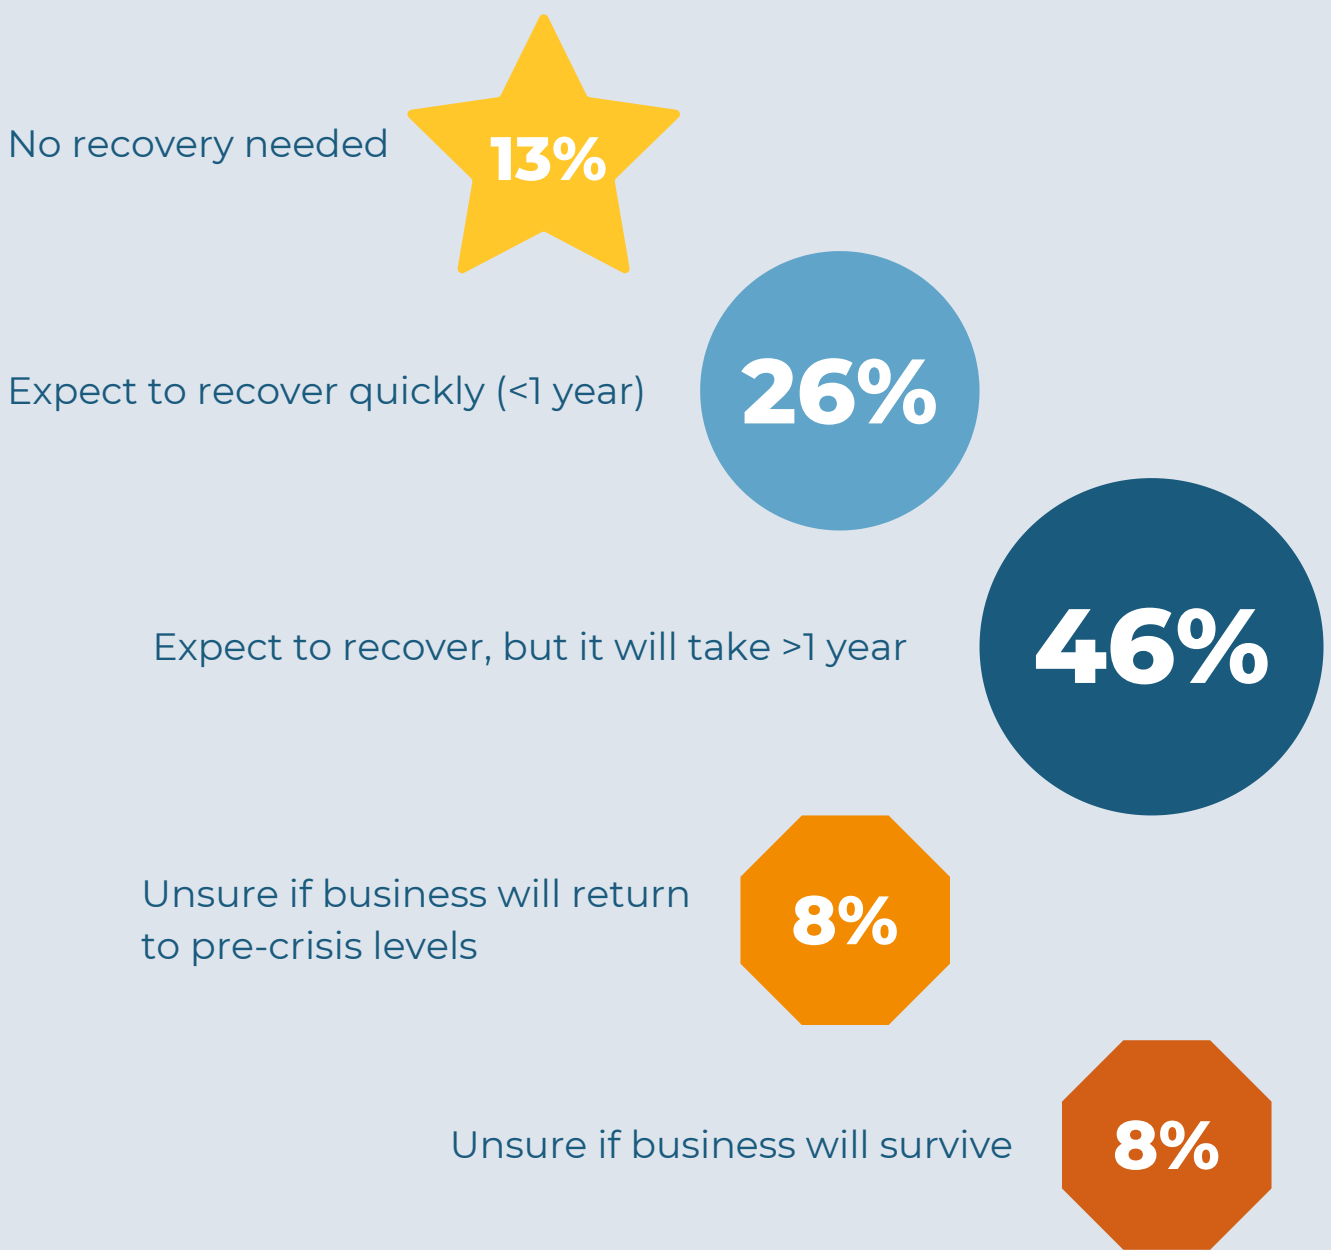 No recovery needed
13%
Expect to recover quickly (<1 year)
26%
Expect to recover, but it will take >1 year
46%
Unsure if business will return
to pre-crisis levels
8%
Unsure if business will survive
8%